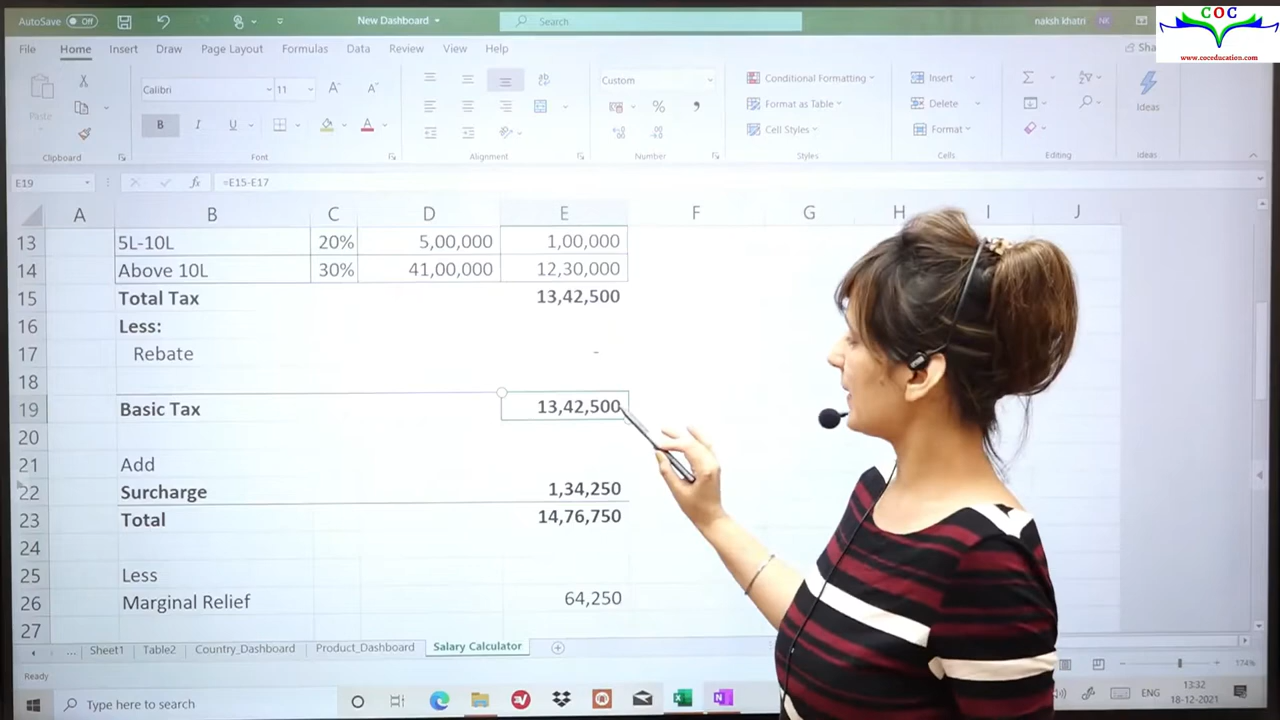 AutoSave Off New Dashboard Search. naksh khatri NK
COC
www.coceducation.com
File Home Insert Draw Page Layout Formulas Data Review View Help Sha
Calibri 11 Custom Conditional Formatting Insert
B Format as Table Delete
Cell Styles Format Ideas
Clipboard Font Alignment Number Styles Cells Editing Ideas
E19 fx =E15-E17
A B C D E F G H I J
13 5L-10L 20% 5,00,000 1,00,000
14 Above 10L 30% 41,00,000 12,30,000
15 Total Tax 13,42,500
16 Less:
17 Rebate -
18
19 Basic Tax 13,42,500
20
21 Add
22 Surcharge 1,34,250
23 Total 14,76,750
24
25 Less
26 Marginal Relief 64,250
27
... Sheet1 Table2 Country_Dashboard Product_Dashboard Salary Calculator
Ready 174%
Type here to search ENG 13:32
18-12-2021